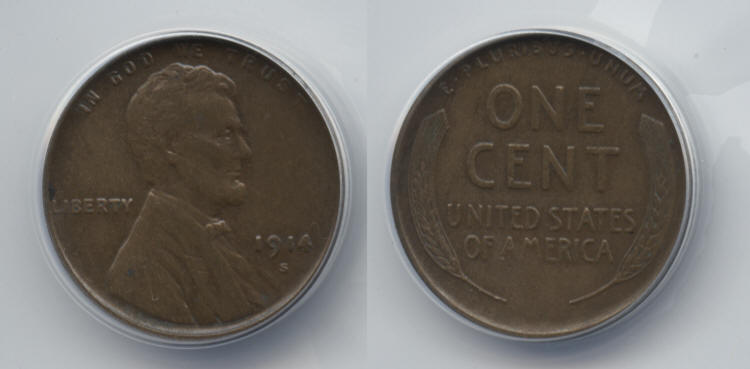 IN GOD WE TRUST
LIBERTY
1914
S
E·PLURIBUS·UNUM
ONE
CENT
UNITED STATES
OF AMERICA